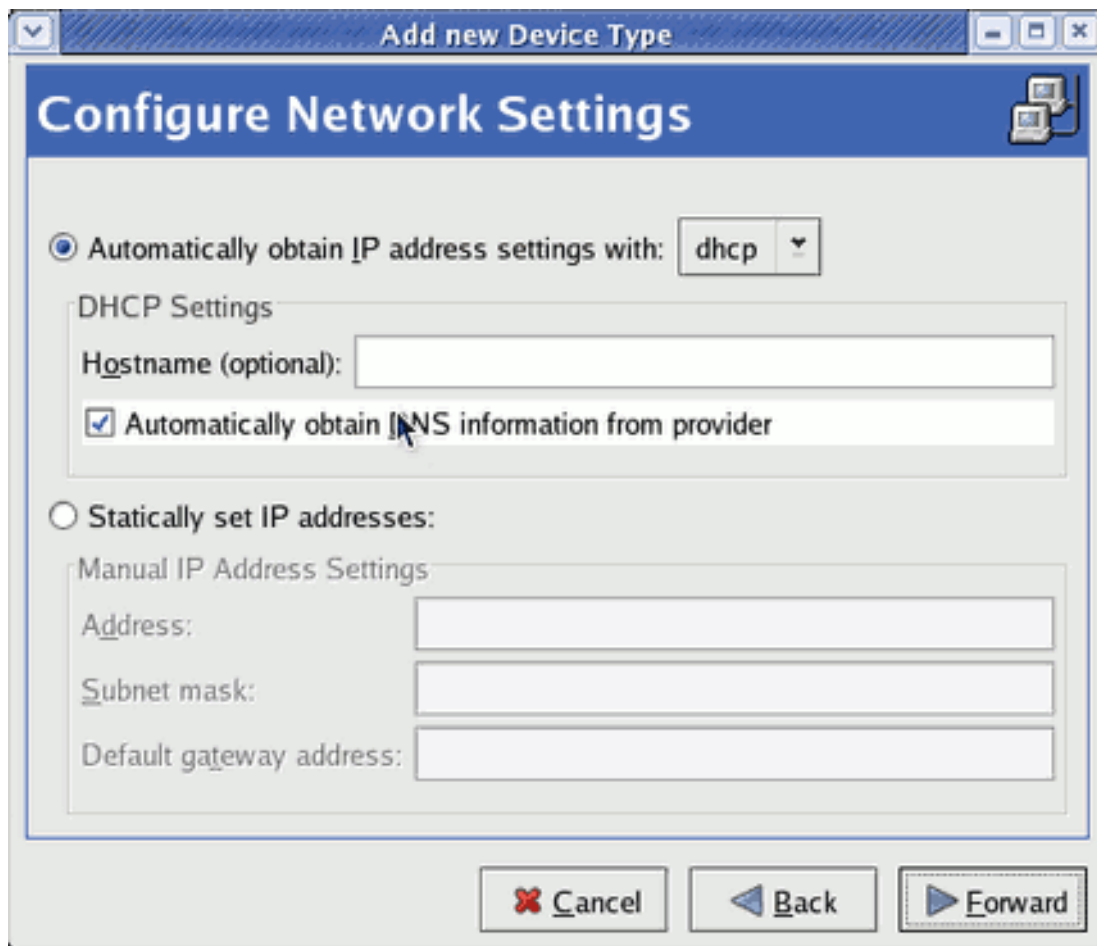 Add new Device Type
Configure Network Settings
Automatically obtain IP address settings with: dhcp
DHCP Settings
Hostname (optional):
Automatically obtain DNS information from provider
Statically set IP addresses:
Manual IP Address Settings
Address:
Subnet mask:
Default gateway address:
Cancel Back Forward